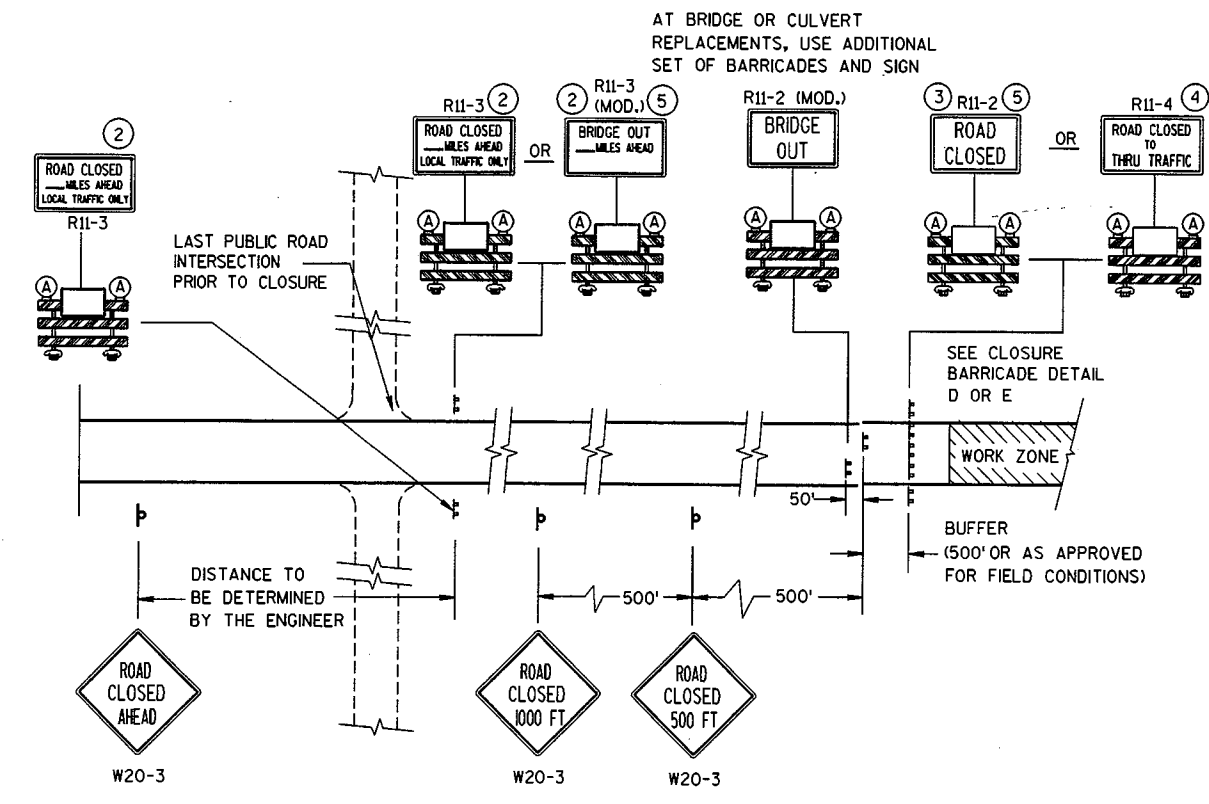 AT BRIDGE OR CULVERT
REPLACEMENTS, USE ADDITIONAL
SET OF BARRICADES AND SIGN
2
ROAD CLOSED
MILES AHEAD
LOCAL TRAFFIC ONLY
R11-3
A A
R11-3 2
ROAD CLOSED
MILES AHEAD
LOCAL TRAFFIC ONLY
A A
OR
2 R11-3 5
(MOD.)
BRIDGE OUT
MILES AHEAD
A A
R11-2 (MOD.)
BRIDGE
OUT
A A
3 R11-2 5
ROAD
CLOSED
A A
OR
R11-4 4
ROAD CLOSED
TO
THRU TRAFFIC
A A
LAST PUBLIC ROAD
INTERSECTION
PRIOR TO CLOSURE
SEE CLOSURE
BARRICADE DETAIL
D OR E
WORK ZONE
50'
BUFFER
(500' OR AS APPROVED
FOR FIELD CONDITIONS)
DISTANCE TO
BE DETERMINED
BY THE ENGINEER
500'
500'
ROAD
CLOSED
AHEAD
W20-3
ROAD
CLOSED
1000 FT
W20-3
ROAD
CLOSED
500 FT
W20-3